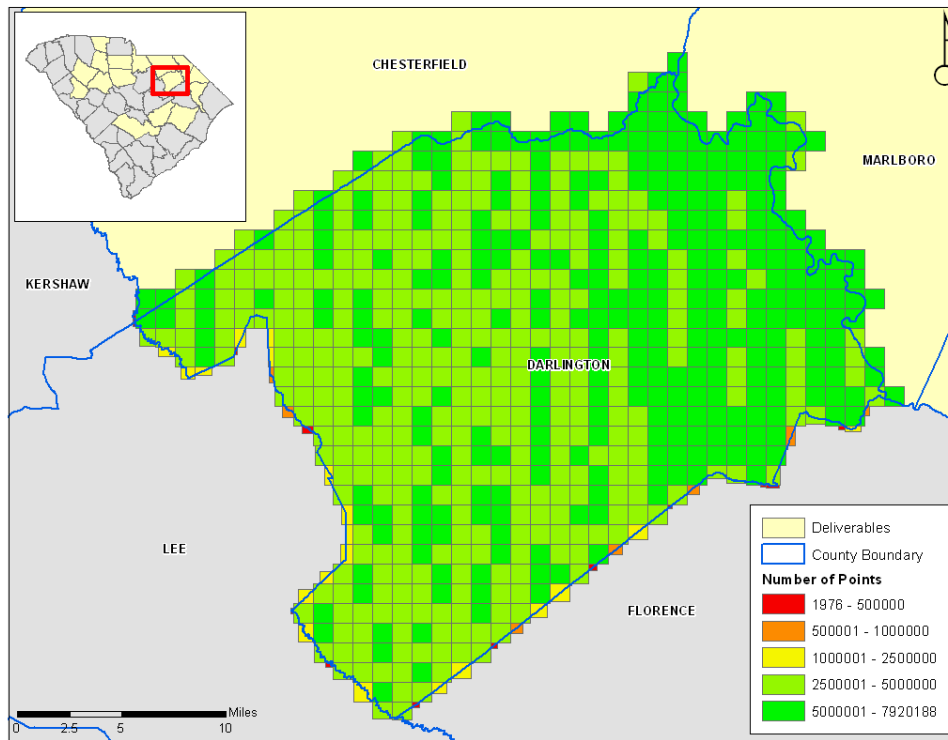 CHESTERFIELD
MARLBORO
KERSHAW
DARLINGTON
LEE
FLORENCE
Deliverables
County Boundary
Number of Points
1976 - 500000
500001 - 1000000
1000001 - 2500000
2500001 - 5000000
5000001 - 7920188
Miles
0 2.5 5 10